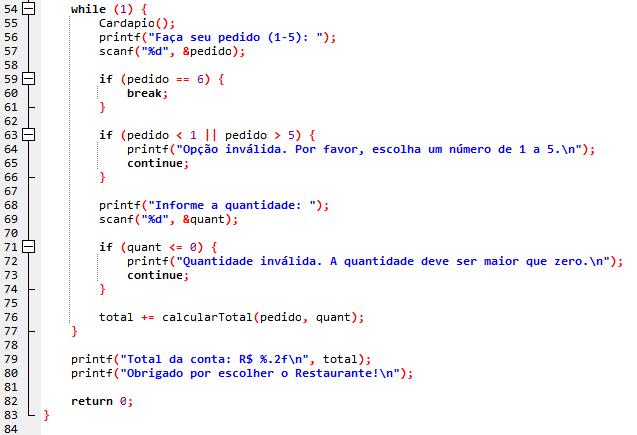 54 while (1) {
55 Cardapio();
56 printf("Faça seu pedido (1-5): ");
57 scanf("%d", &pedido);
58
59 if (pedido == 6) {
60 break;
61 }
62
63 if (pedido < 1 || pedido > 5) {
64 printf("Opção inválida. Por favor, escolha um número de 1 a 5.\n");
65 continue;
66 }
67
68 printf("Informe a quantidade: ");
69 scanf("%d", &quant);
70
71 if (quant <= 0) {
72 printf("Quantidade inválida. A quantidade deve ser maior que zero.\n");
73 continue;
74 }
75
76 total += calcularTotal(pedido, quant);
77 }
78
79 printf("Total da conta: R$ %.2f\n", total);
80 printf("Obrigado por escolher o Restaurante!\n");
81
82 return 0;
83 }
84